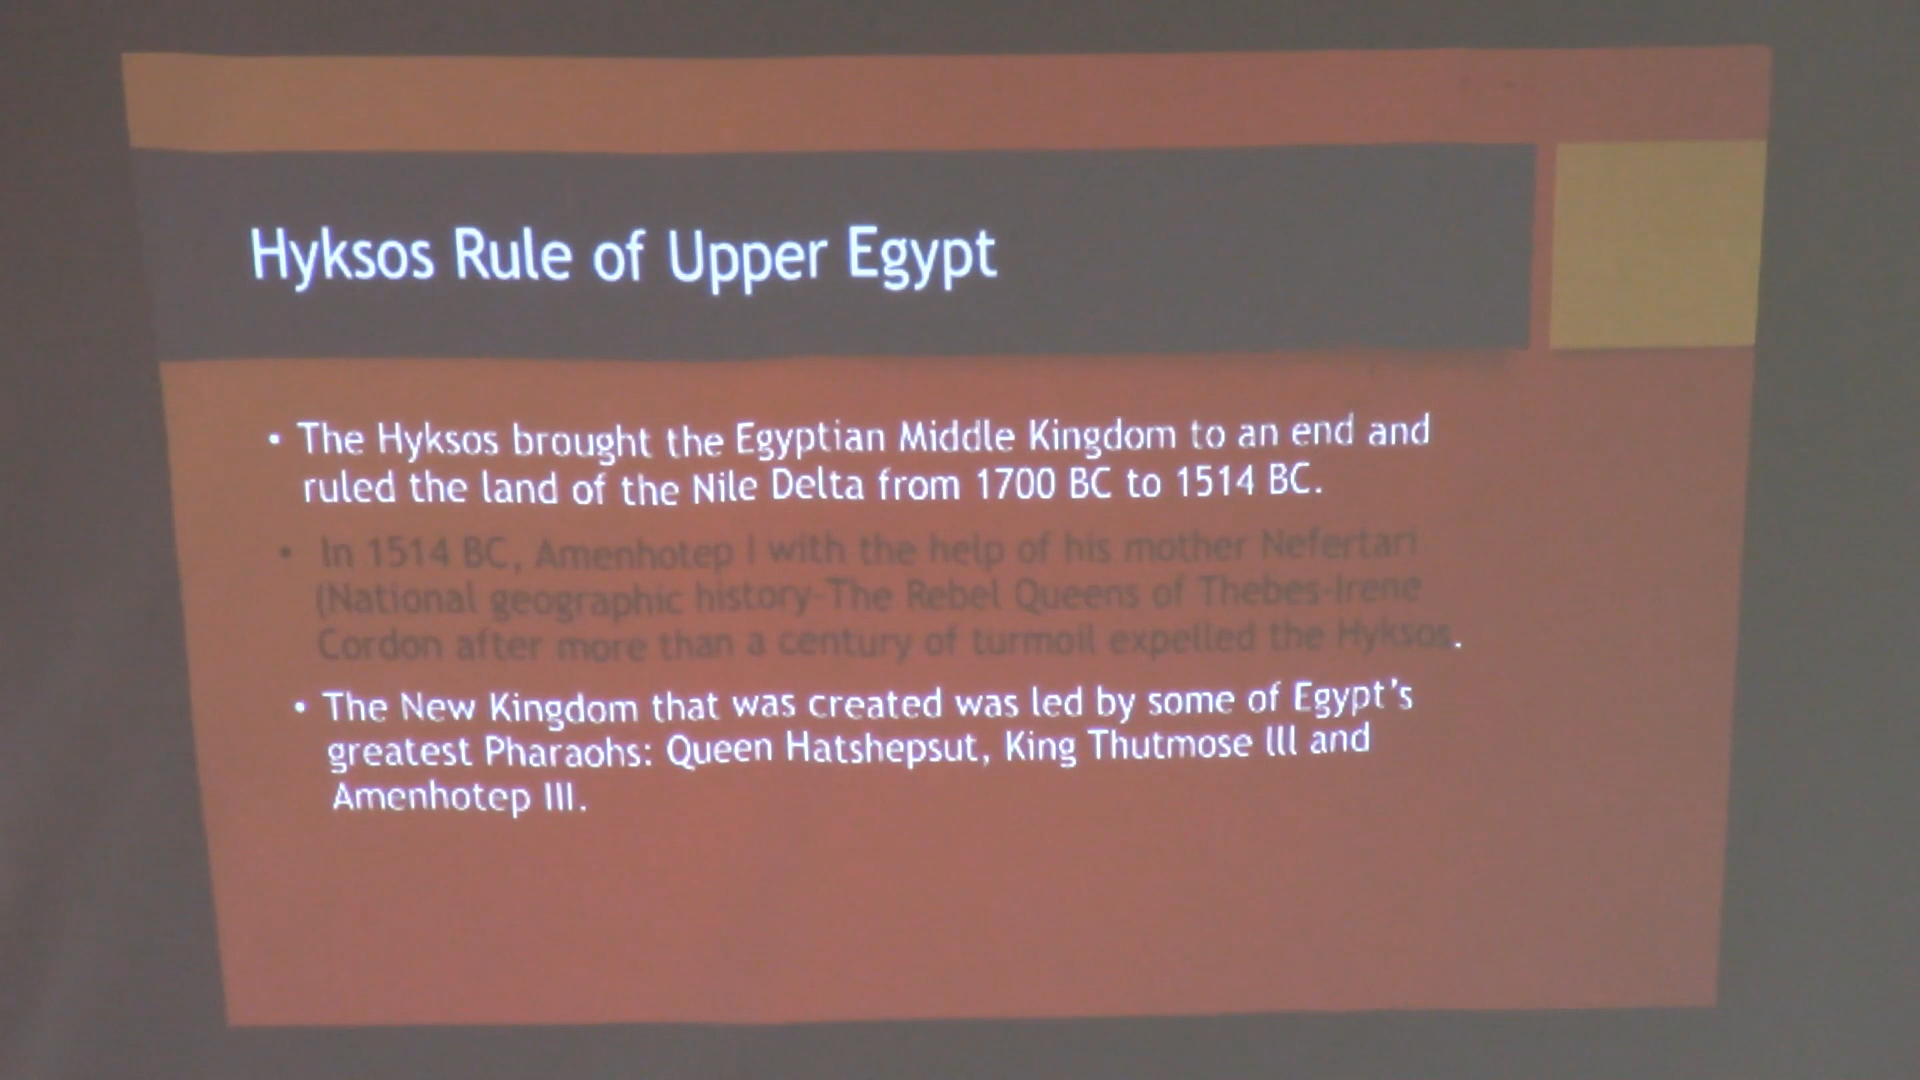 Hyksos Rule of Upper Egypt
• The Hyksos brought the Egyptian Middle Kingdom to an end and
ruled the land of the Nile Delta from 1700 BC to 1514 BC.
• In 1514 BC, Amenhotep I with the help of his mother Nefertari
(National geographic history-The Rebel Queens of Thebes-Irene
Cordon after more than a century of turmoil expelled the Hyksos.
• The New Kingdom that was created was led by some of Egypt's
greatest Pharaohs: Queen Hatshepsut, King Thutmose lll and
Amenhotep III.